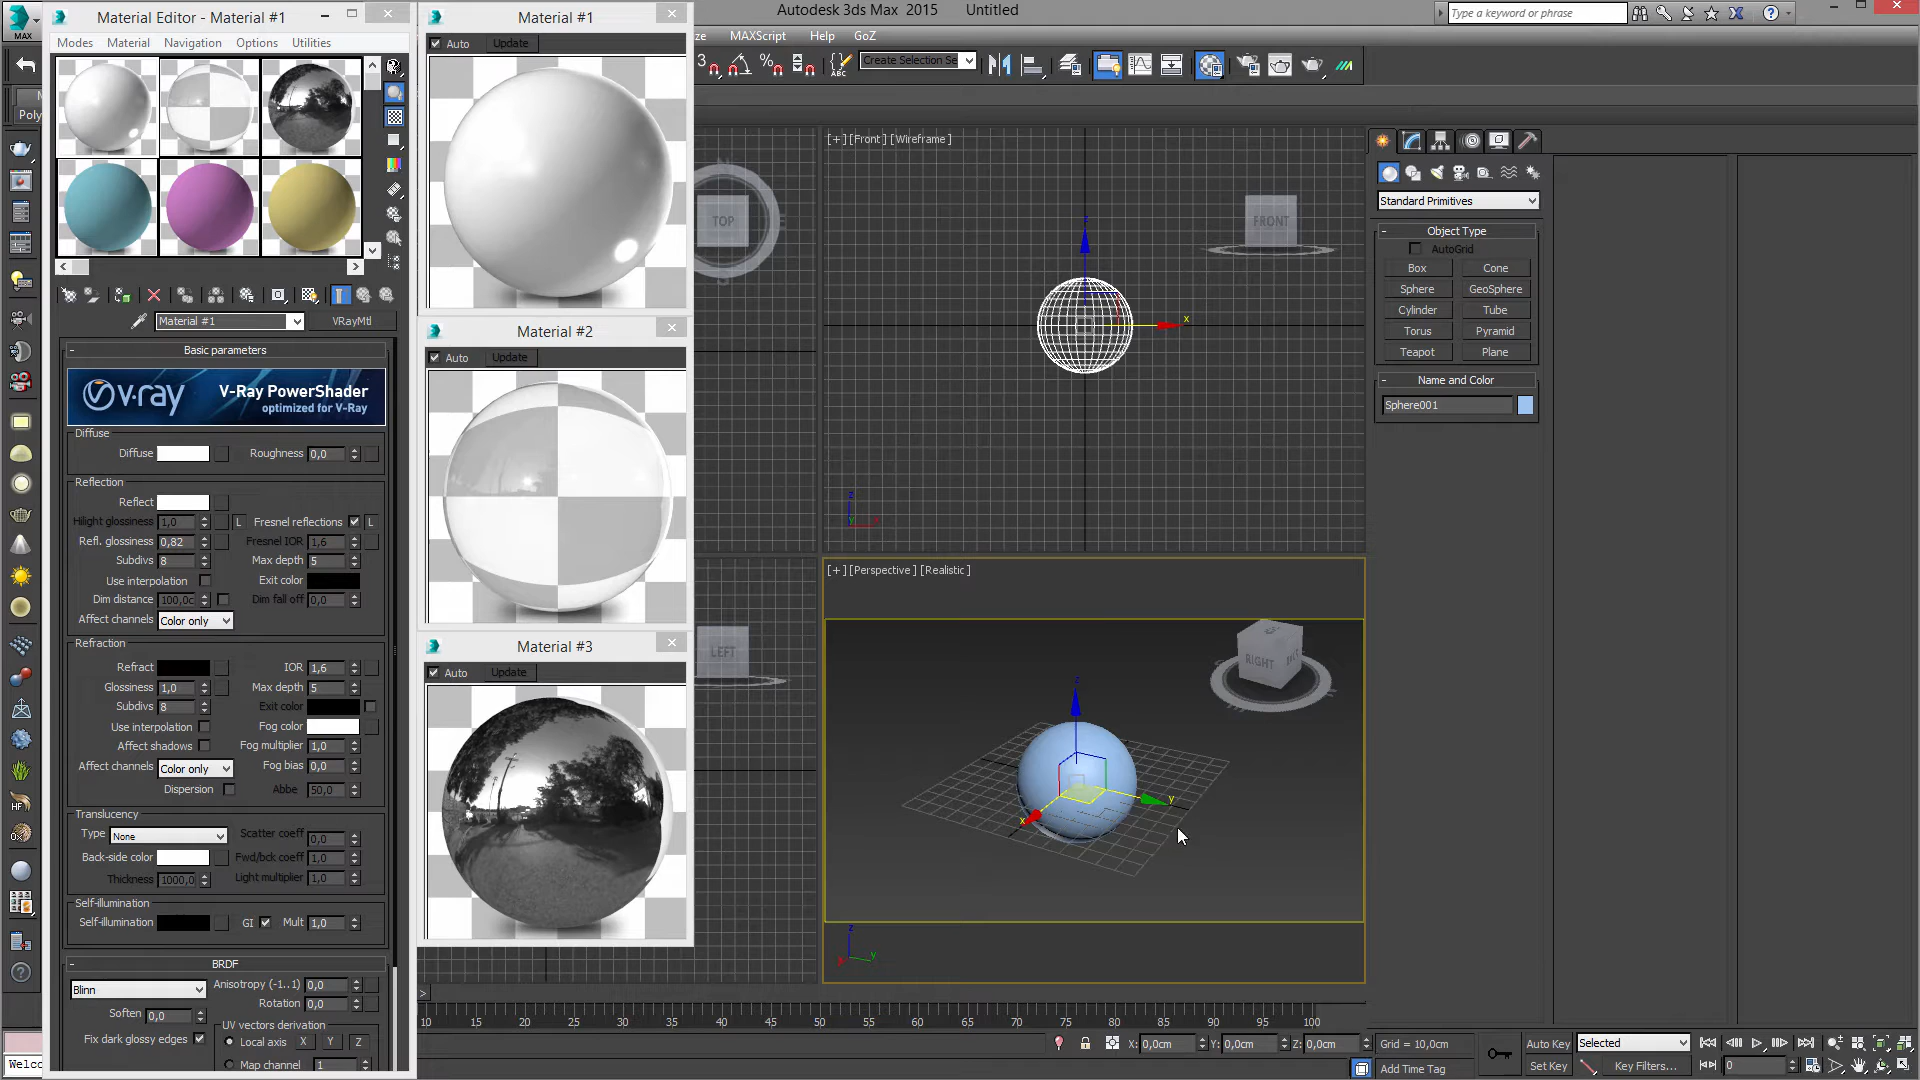 Material Editor - Material #1
Modes Material Navigation Options Utilities
Material #1 VRayMtl
Basic parameters
v·ray V-Ray PowerShader
optimized for V-Ray
Diffuse
Diffuse Roughness 0,0
Reflection
Reflect
Hilight glossiness 1,0 L Fresnel reflections L
Refl. glossiness 0,82 Fresnel IOR 1,6
Subdivs 8 Max depth 5
Use interpolation Exit color
Dim distance 100,0c Dim fall off 0,0
Affect channels Color only
Refraction
Refract IOR 1,6
Glossiness 1,0 Max depth 5
Subdivs 8 Exit color
Use interpolation Fog color
Affect shadows Fog multiplier 1,0
Affect channels Color only Fog bias 0,0
Dispersion Abbe 50,0
Translucency
Type None Scatter coeff 0,0
Back-side color Fwd/bck coeff 1,0
Thickness 1000,0 Light multiplier 1,0
Self-illumination
Self-illumination GI Mult 1,0
BRDF
Blinn Anisotropy (-1..1) 0,0
Rotation 0,0
Soften 0,0 UV vectors derivation
Fix dark glossy edges Local axis X Y Z
Map channel 1
MAX
Poly
Welco
Material #1
Auto Update
Material #2
Auto Update
Material #3
Auto Update
Autodesk 3ds Max 2015 Untitled
Type a keyword or phrase
ze MAXScript Help GoZ
Create Selection Se
TOP
[+][Front][Wireframe]
FRONT
z
x
LEFT
[+][Perspective][Realistic]
RIGHT
z
x y
Standard Primitives
Object Type
AutoGrid
Box Cone
Sphere GeoSphere
Cylinder Tube
Torus Pyramid
Teapot Plane
Name and Color
Sphere001
10 15 20 25 30 35 40 45 50 55 60 65 70 75 80 85 90 95 100
X: 0,0cm Y: 0,0cm Z: 0,0cm Grid = 10,0cm
Add Time Tag
Auto Key Selected
Set Key Key Filters...
0